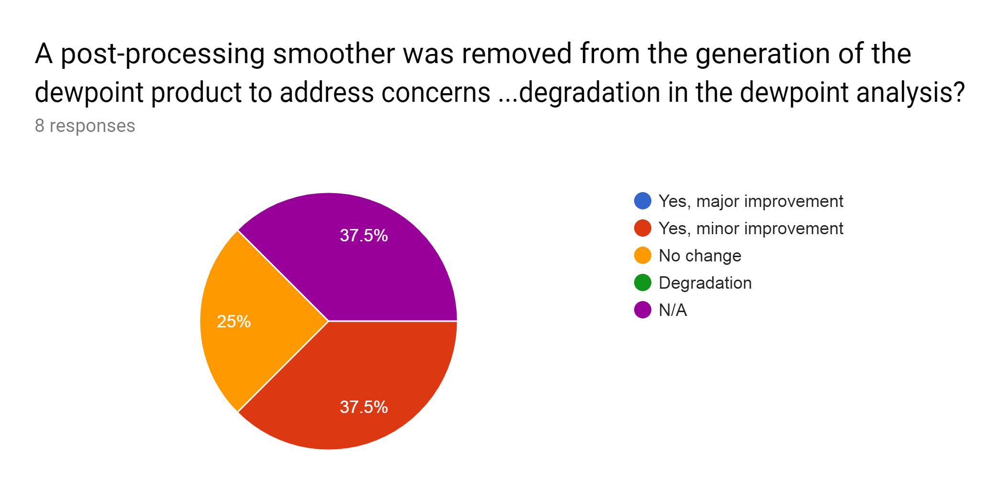 A post-processing smoother was removed from the generation of the
dewpoint product to address concerns ...degradation in the dewpoint analysis?
8 responses
37.5%
25%
37.5%
Yes, major improvement
Yes, minor improvement
No change
Degradation
N/A